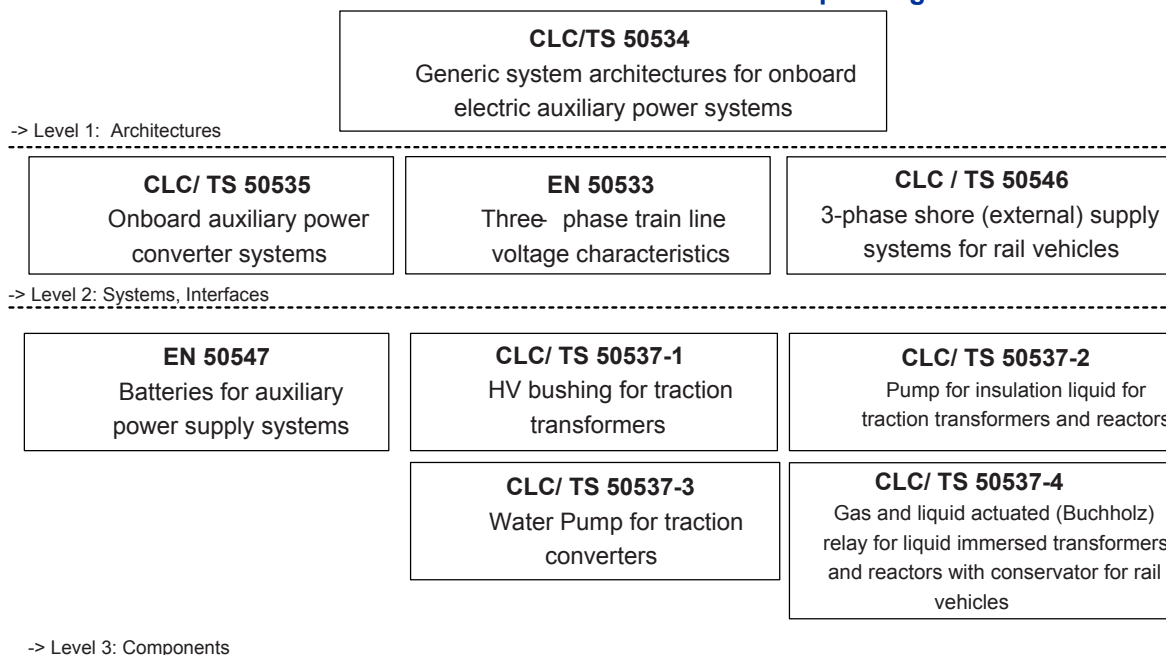 CLC/TS 50534
Generic system architectures for onboard
electric auxiliary power systems
-> Level 1: Architectures
CLC/ TS 50535
Onboard auxiliary power
converter systems
EN 50533
Three- phase train line
voltage characteristics
CLC / TS 50546
3-phase shore (external) supply
systems for rail vehicles
-> Level 2: Systems, Interfaces
EN 50547
Batteries for auxiliary
power supply systems
CLC/ TS 50537-1
HV bushing for traction
transformers
CLC/ TS 50537-2
Pump for insulation liquid for
traction transformers and reactors
CLC/ TS 50537-3
Water Pump for traction
converters
CLC/ TS 50537-4
Gas and liquid actuated (Buchholz)
relay for liquid immersed transformers
and reactors with conservator for rail
vehicles
-> Level 3: Components